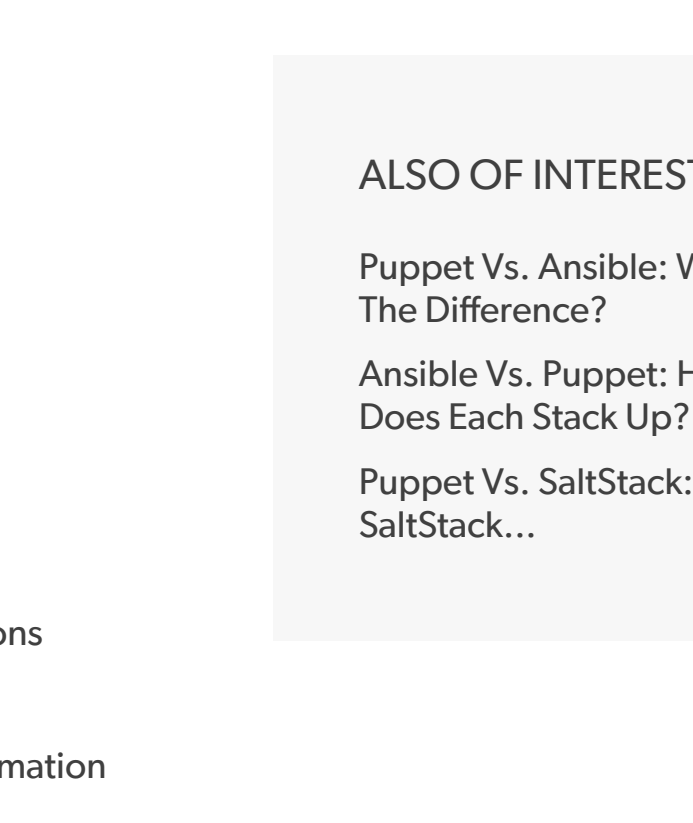 ALSO OF INTEREST
Puppet Vs. Ansible: W
The Difference?
Ansible Vs. Puppet: H
Does Each Stack Up?
Puppet Vs. SaltStack:
SaltStack...
ons
mation